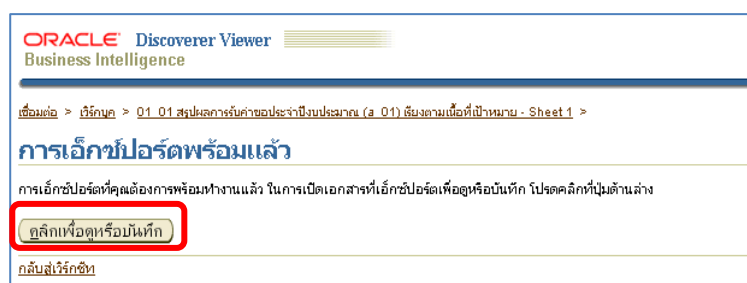 ORACLE Discoverer Viewer
Business Intelligence
เชื่อมต่อ > เวิร์กบุค > 01_01 สรุปผลการรับคำขอประจำปีงบประมาณ (a_01) เรียงตามเนื้อที่เป้าหมาย - Sheet 1 >
การเอ็กซ์ปอร์ตพร้อมแล้ว
การเอ็กซ์ปอร์ตที่คุณต้องการพร้อมทำงานแล้ว ในการเปิดเอกสารที่เอ็กซ์ปอร์ตเพื่อดูหรือบันทึก โปรดคลิกที่ปุ่มด้านล่าง
คลิกเพื่อดูหรือบันทึก
กลับสู่เวิร์กชีท